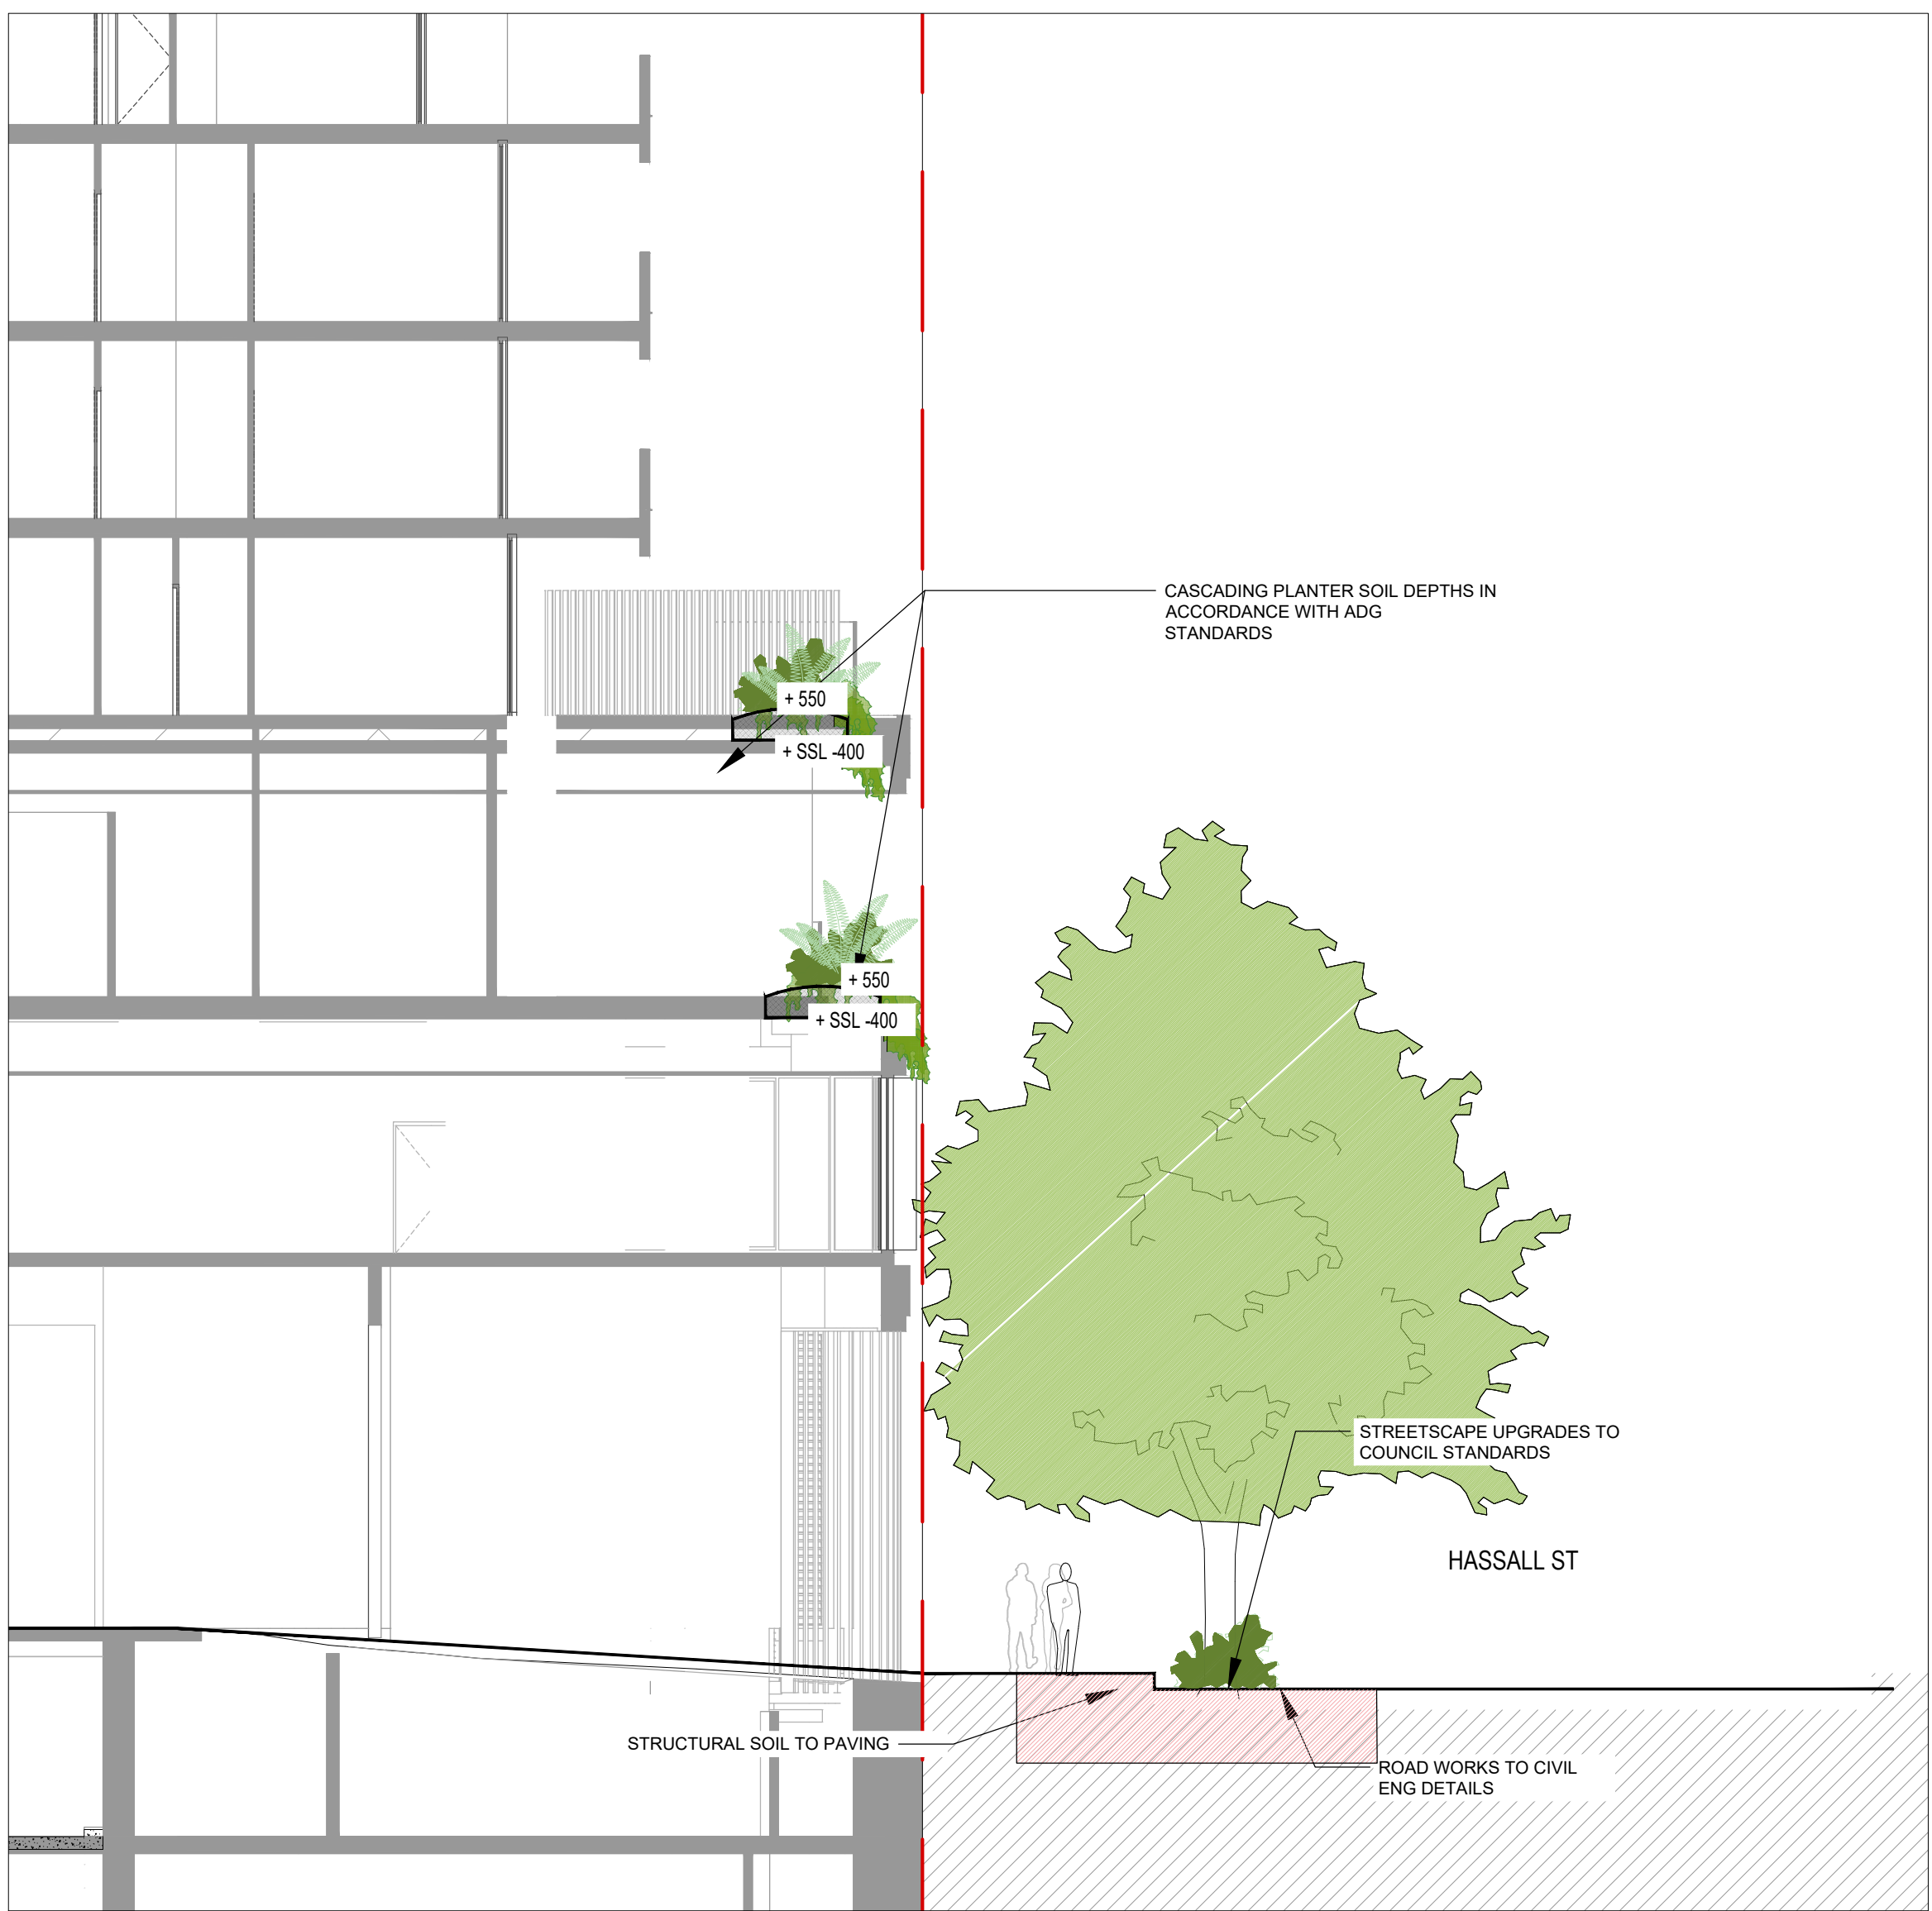 CASCADING PLANTER SOIL DEPTHS IN
ACCORDANCE WITH ADG
STANDARDS
+ 550
+ SSL -400
+ 550
+ SSL -400
STREETSCAPE UPGRADES TO
COUNCIL STANDARDS
HASSALL ST
STRUCTURAL SOIL TO PAVING
ROAD WORKS TO CIVIL
ENG DETAILS